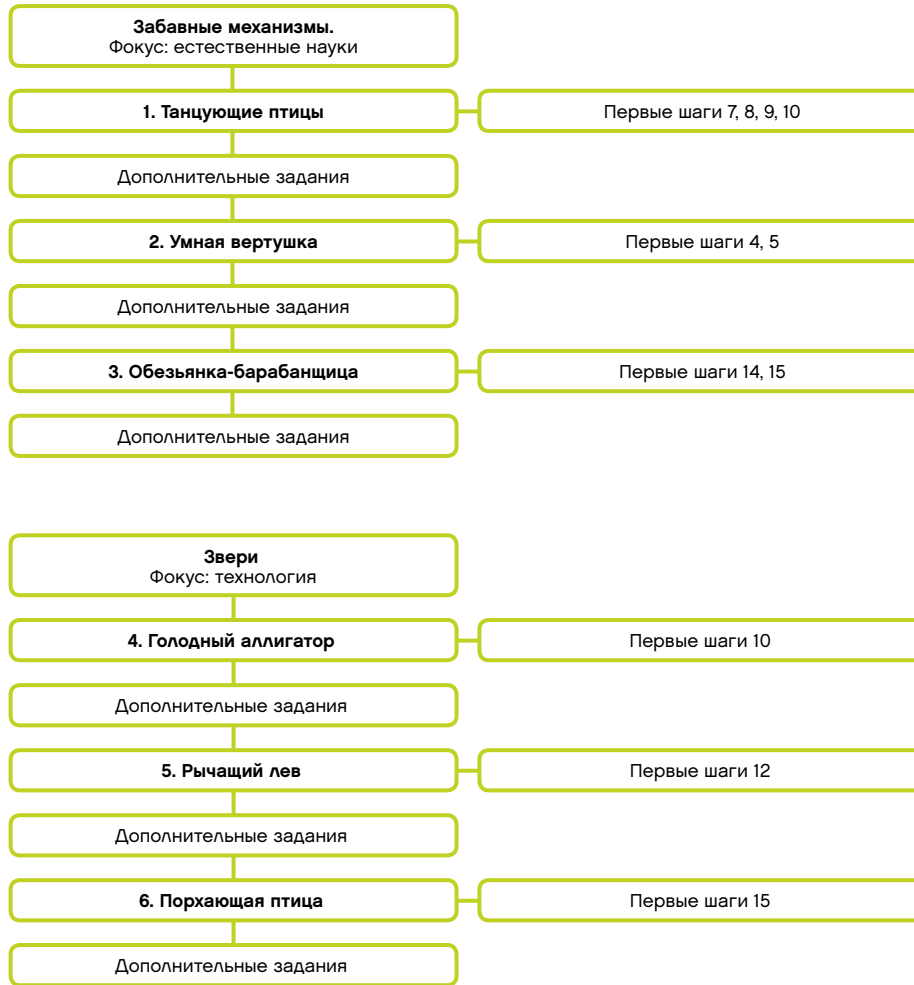 Забавные механизмы.
Фокус: естественные науки
1. Танцующие птицы
Первые шаги 7, 8, 9, 10
Дополнительные задания
2. Умная вертушка
Первые шаги 4, 5
Дополнительные задания
3. Обезьянка-барабанщица
Первые шаги 14, 15
Дополнительные задания
Звери
Фокус: технология
4. Голодный аллигатор
Первые шаги 10
Дополнительные задания
5. Рычащий лев
Первые шаги 12
Дополнительные задания
6. Порхающая птица
Первые шаги 15
Дополнительные задания